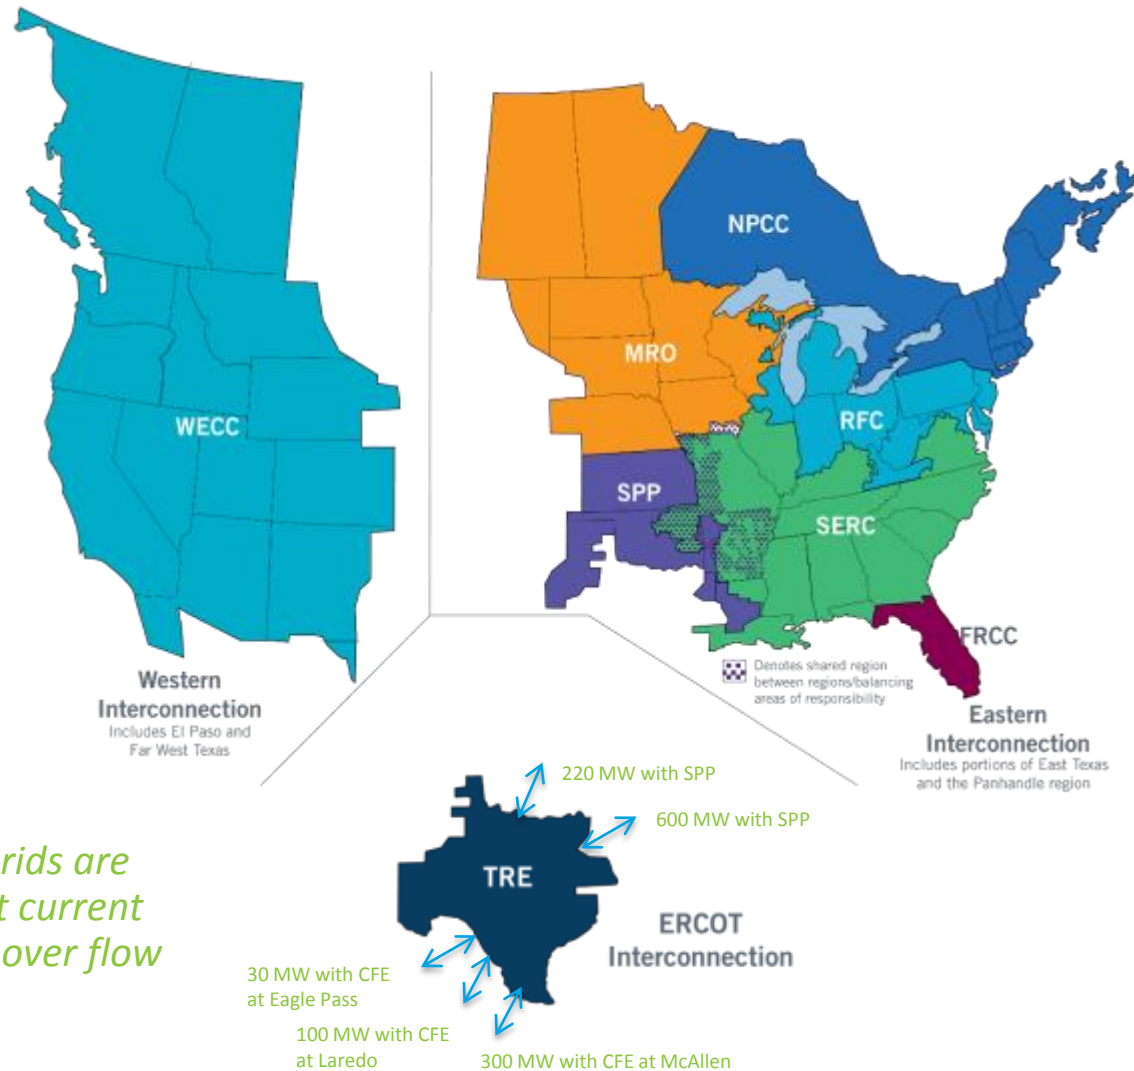 NPCC
MRO
WECC
RFC
SPP
SERC
FRCC
Denotes shared region
between regions/balancing
areas of responsibility
Western
Interconnection
Includes El Paso and
Far West Texas
Eastern
Interconnection
Includes portions of East Texas
and the Panhandle region
220 MW with SPP
600 MW with SPP
TRE
ERCOT
Interconnection
rids are
t current
over flow
30 MW with CFE
at Eagle Pass
100 MW with CFE
at Laredo
300 MW with CFE at McAllen